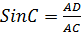 SinC = AD/AC